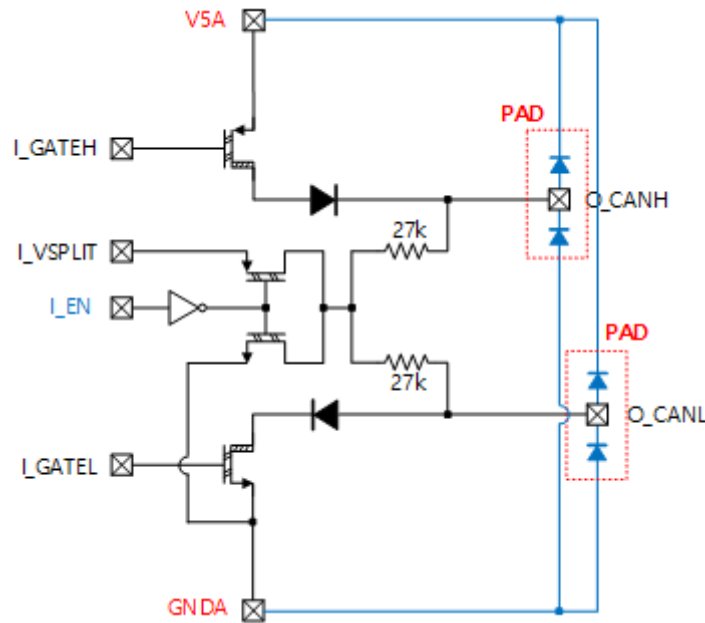 V5A
PAD
I_GATEH
O_CANH
27k
I_VSPLIT
I_EN
PAD
27k
O_CANL
I_GATEL
GNDA